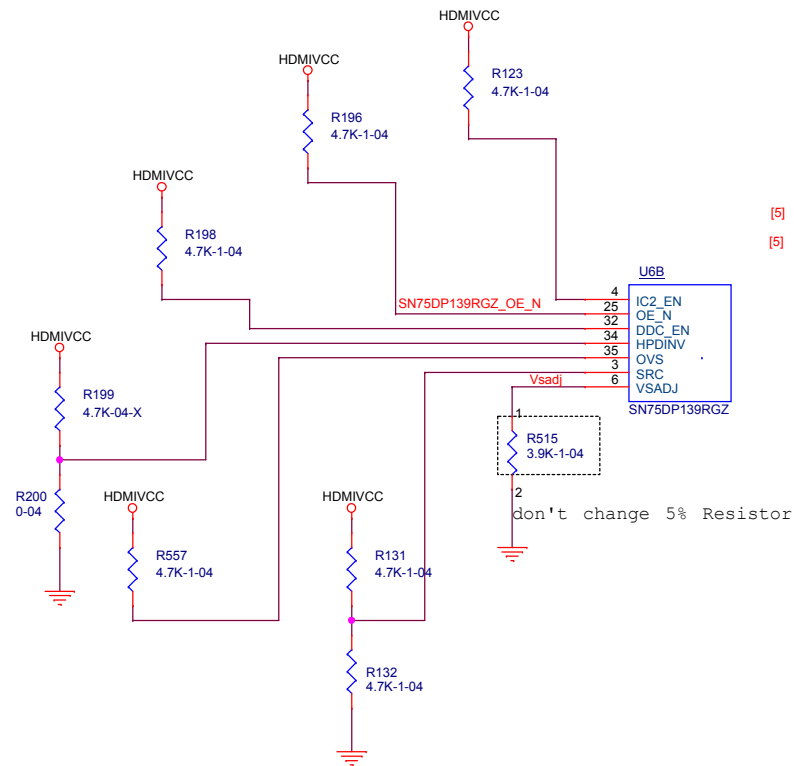 HDMIVCC
R123
4.7K-1-04
HDMIVCC
R196
4.7K-1-04
HDMIVCC
R198
4.7K-1-04
[5]
[5]
U6B
4
IC2_EN
SN75DP139RGZ_OE_N
25
OE_N
32
DDC_EN
34
HPDINV
35
OVS
3
SRC
Vsadj
6
VSADJ
SN75DP139RGZ
HDMIVCC
R199
4.7K-04-X
1
R515
3.9K-1-04
2
don't change 5% Resistor
R200
0-04
HDMIVCC
R557
4.7K-1-04
HDMIVCC
R131
4.7K-1-04
R132
4.7K-1-04